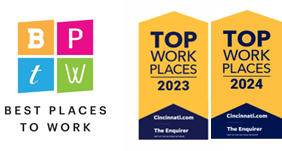 B P
t W
BEST PLACES
TO WORK
TOP
WORK
PLACES
2023
Cincinnati.com
The Enquirer
TOP
WORK
PLACES
2024
Cincinnati.com
The Enquirer